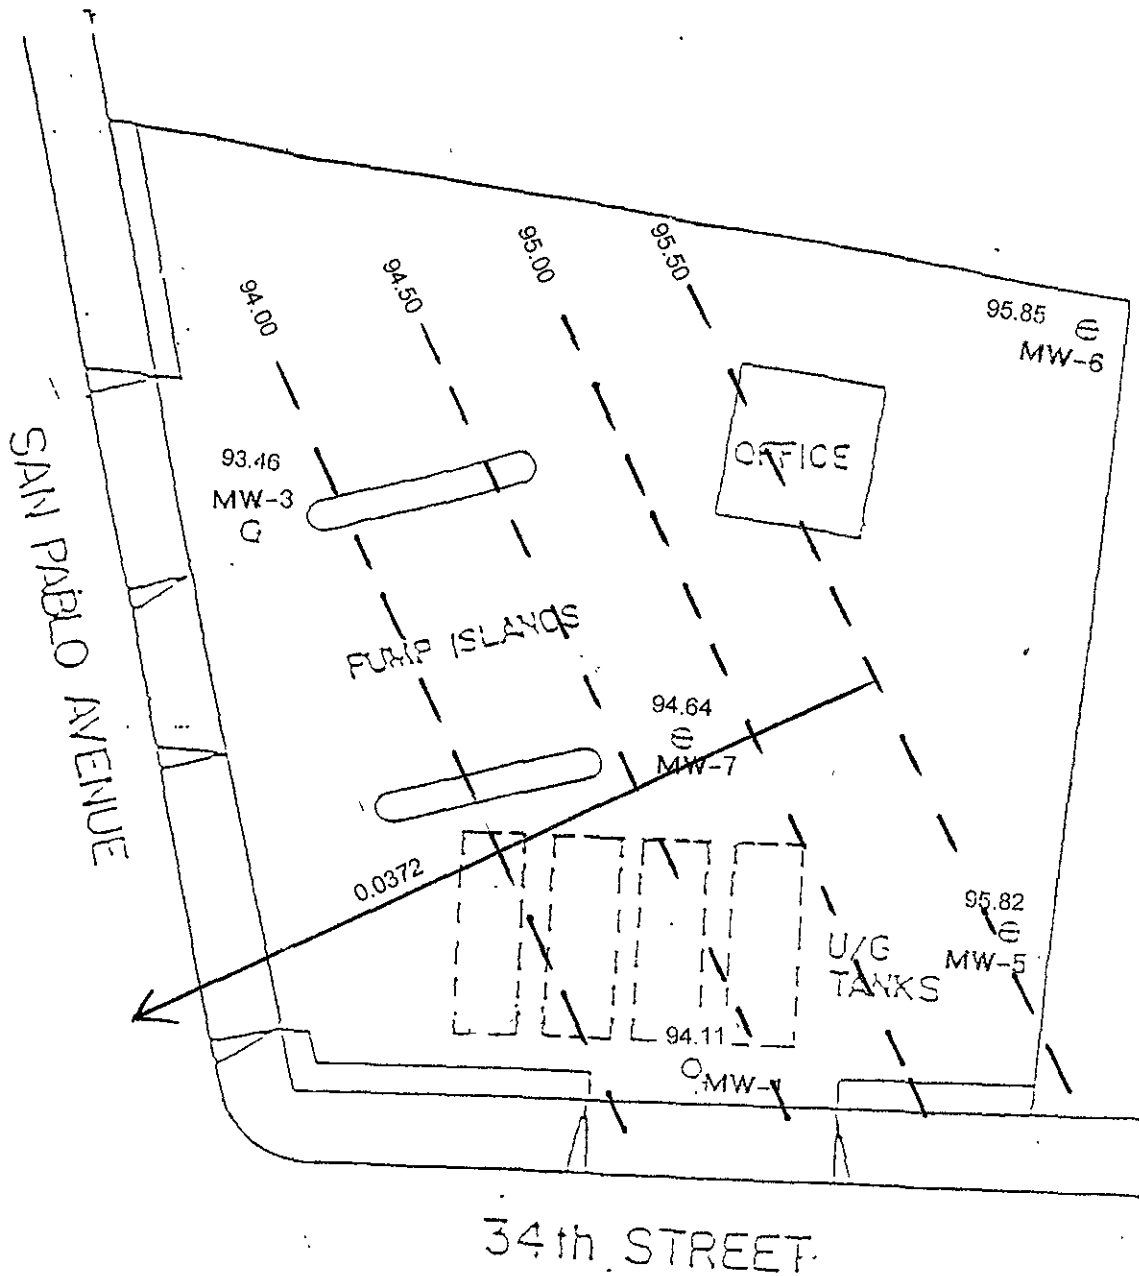 95.00
95.50
94.50
94.00
95.85
MW-6
OFFICE
93.46
MW-3
SAN PABLO AVENUE
PUMP ISLANDS
94.64
MW-7
0.0372
95.82
MW-5
U/G
TANKS
94.11
34th STREET